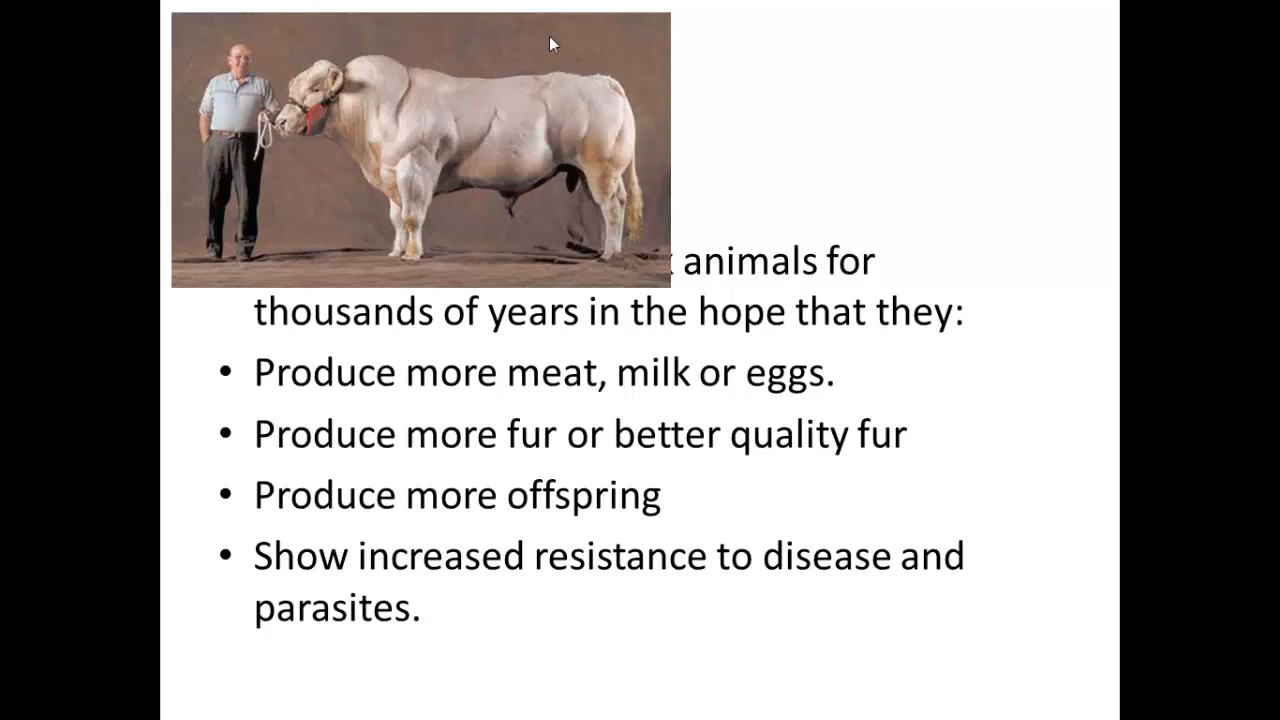 animals for
thousands of years in the hope that they:
• Produce more meat, milk or eggs.
• Produce more fur or better quality fur
• Produce more offspring
• Show increased resistance to disease and
parasites.